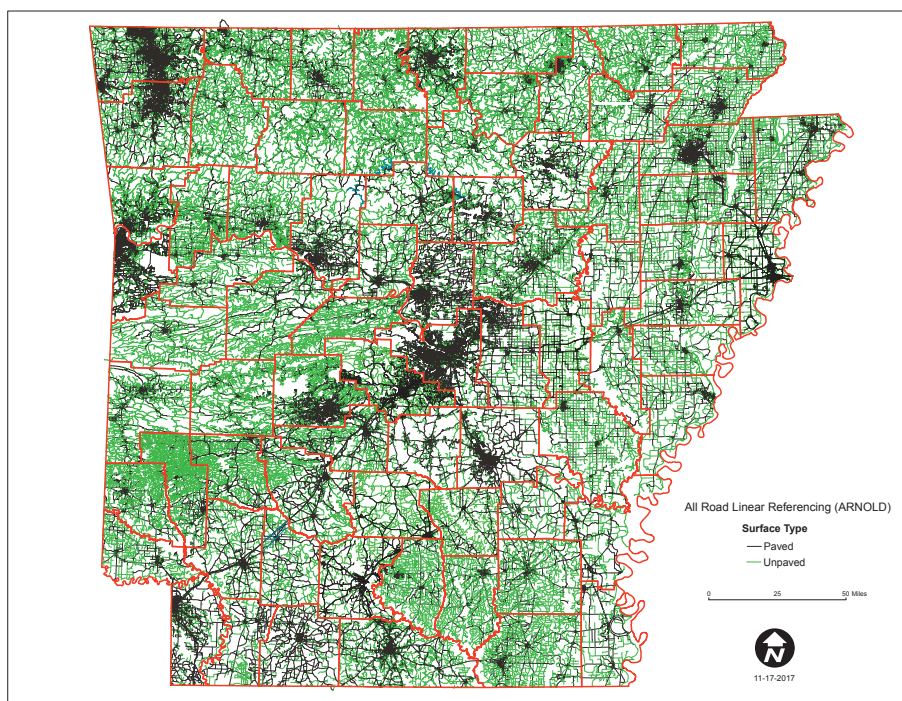 All Road Linear Referencing (ARNOLD)
Surface Type
Paved
Unpaved
0 25 50 Miles
N
11-17-2017